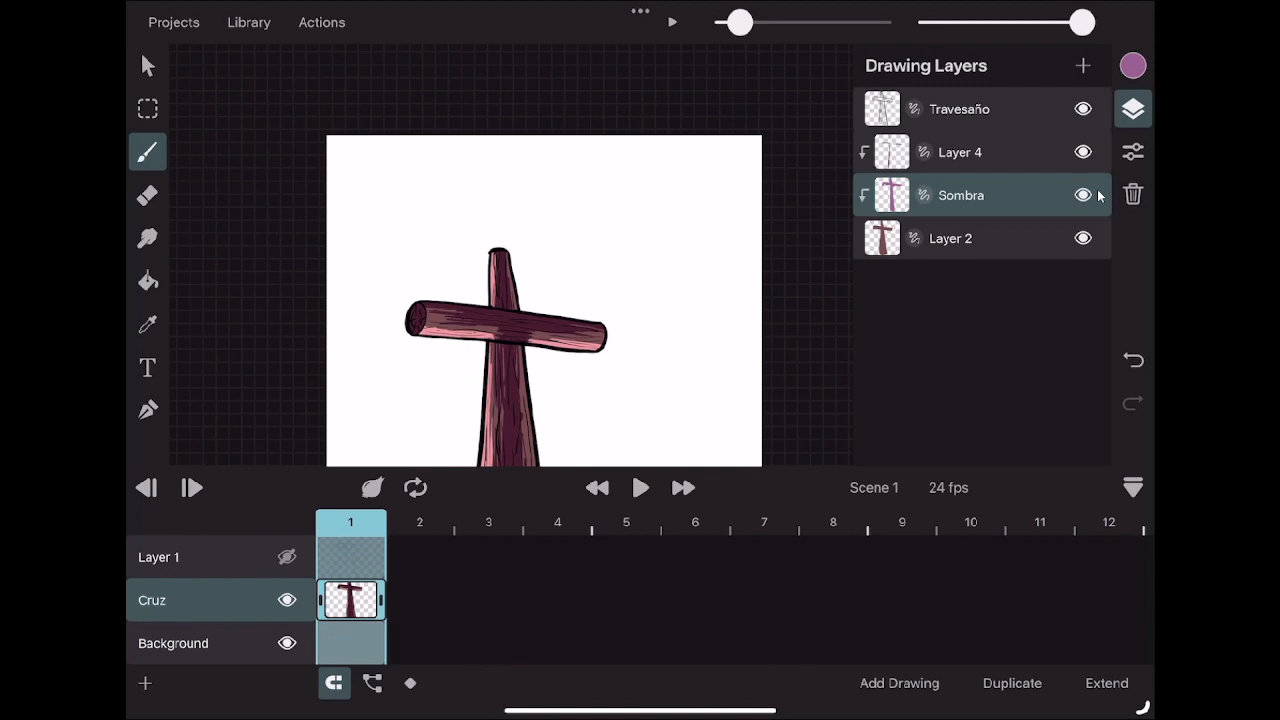 Projects Library Actions
Drawing Layers
Travesaño
Layer 4
Sombra
Layer 2
T
Scene 1 24 fps
1 2 3 4 5 6 7 8 9 10 11 12
Layer 1
Cruz
Background
Add Drawing Duplicate Extend